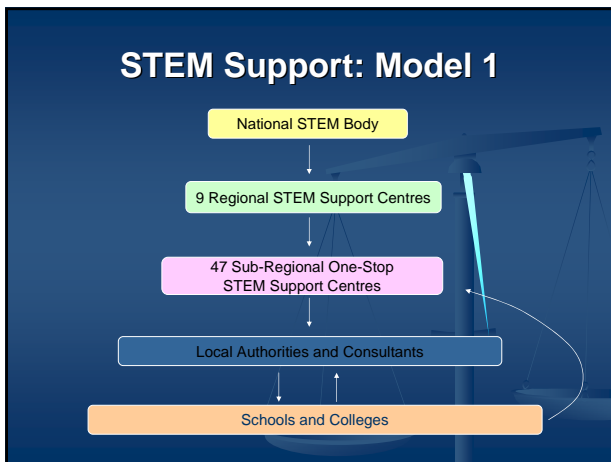 STEM Support: Model 1
National STEM Body
9 Regional STEM Support Centres
47 Sub-Regional One-Stop
STEM Support Centres
Local Authorities and Consultants
Schools and Colleges